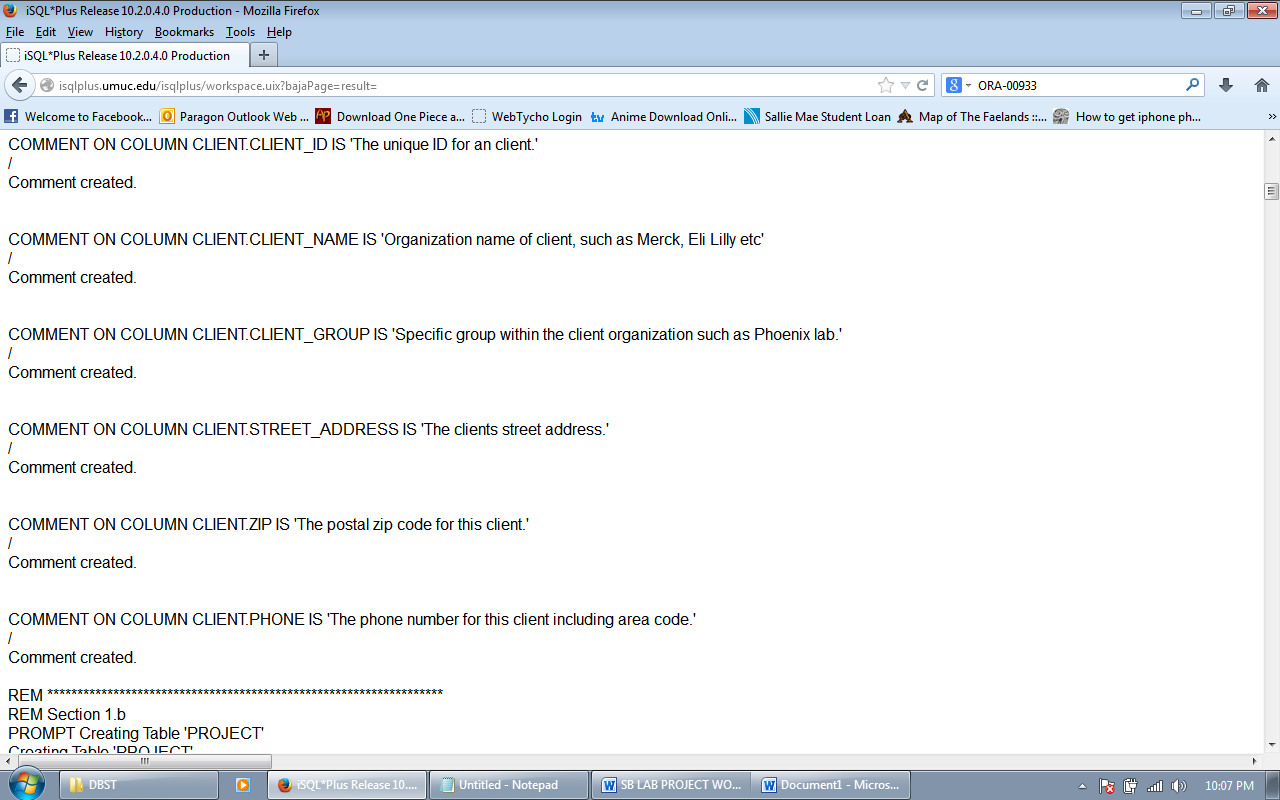 iSQL*Plus Release 10.2.0.4.0 Production - Mozilla Firefox
File Edit View History Bookmarks Tools Help
iSQL*Plus Release 10.2.0.4.0 Production
isqlplus.umuc.edu/isqlplus/workspace.uix?bajaPage=result= ORA-00933
Welcome to Facebook... Paragon Outlook Web ... Download One Piece a... WebTycho Login Anime Download Onli... Sallie Mae Student Loan Map of The Faelands ::... How to get iphone ph... »
COMMENT ON COLUMN CLIENT.CLIENT_ID IS 'The unique ID for an client.'
/
Comment created.
COMMENT ON COLUMN CLIENT.CLIENT_NAME IS 'Organization name of client, such as Merck, Eli Lilly etc'
/
Comment created.
COMMENT ON COLUMN CLIENT.CLIENT_GROUP IS 'Specific group within the client organization such as Phoenix lab.'
/
Comment created.
COMMENT ON COLUMN CLIENT.STREET_ADDRESS IS 'The clients street address.'
/
Comment created.
COMMENT ON COLUMN CLIENT.ZIP IS 'The postal zip code for this client.'
/
Comment created.
COMMENT ON COLUMN CLIENT.PHONE IS 'The phone number for this client including area code.'
/
Comment created.
REM ******************************************************************
REM Section 1.b
PROMPT Creating Table 'PROJECT'
Creating Table 'PROJECT'
DBST iSQL*Plus Release 10.... Untitled - Notepad SB LAB PROJECT WO... Document1 - Micros... 10:07 PM